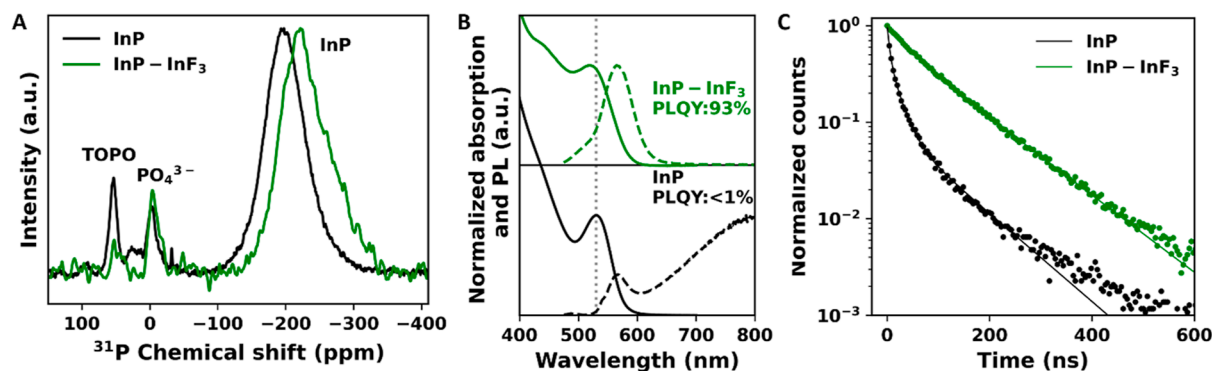 A
InP
InP – InF₃
InP
TOPO
PO₄³⁻
Intensity (a.u.)
100 0 −100 −200 −300 −400
³¹P Chemical shift (ppm)
B
InP – InF₃
PLQY:93%
InP
PLQY:<1%
Normalized absorption
and PL (a.u.)
400 500 600 700 800
Wavelength (nm)
C
InP
InP – InF₃
Normalized counts
10⁰
10⁻¹
10⁻²
10⁻³
0 200 400 600
Time (ns)